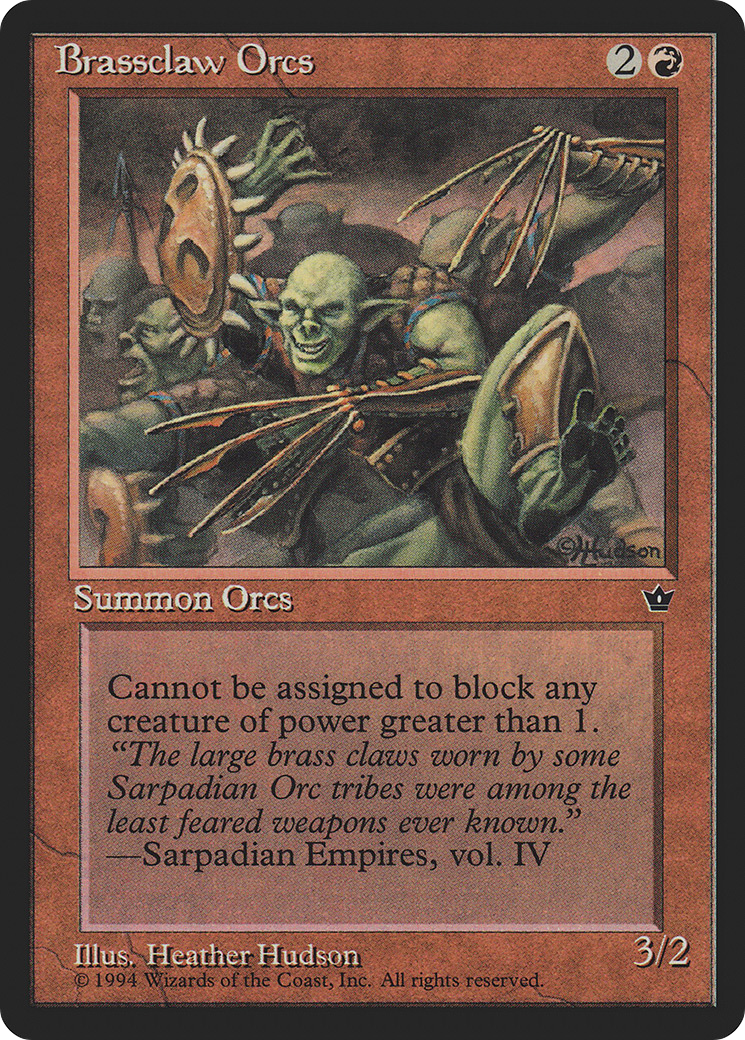 Brassclaw Orcs
2
©HHudson
Summon Orcs
Cannot be assigned to block any
creature of power greater than 1.
“The large brass claws worn by some
Sarpadian Orc tribes were among the
least feared weapons ever known.”
—Sarpadian Empires, vol. IV
Illus. Heather Hudson
3/2
© 1994 Wizards of the Coast, Inc. All rights reserved.